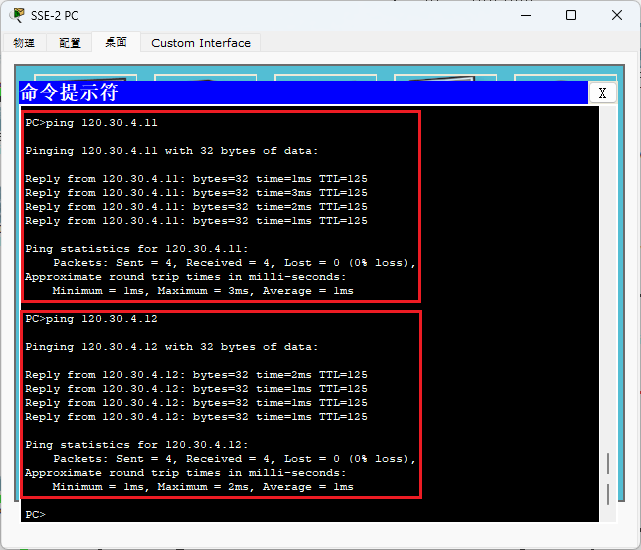 SSE-2 PC
物理 配置 桌面 Custom Interface
命令提示符 X
PC>ping 120.30.4.11
Pinging 120.30.4.11 with 32 bytes of data:
Reply from 120.30.4.11: bytes=32 time=1ms TTL=125
Reply from 120.30.4.11: bytes=32 time=3ms TTL=125
Reply from 120.30.4.11: bytes=32 time=2ms TTL=125
Reply from 120.30.4.11: bytes=32 time=1ms TTL=125
Ping statistics for 120.30.4.11:
Packets: Sent = 4, Received = 4, Lost = 0 (0% loss),
Approximate round trip times in milli-seconds:
Minimum = 1ms, Maximum = 3ms, Average = 1ms
PC>ping 120.30.4.12
Pinging 120.30.4.12 with 32 bytes of data:
Reply from 120.30.4.12: bytes=32 time=2ms TTL=125
Reply from 120.30.4.12: bytes=32 time=1ms TTL=125
Reply from 120.30.4.12: bytes=32 time=1ms TTL=125
Reply from 120.30.4.12: bytes=32 time=1ms TTL=125
Ping statistics for 120.30.4.12:
Packets: Sent = 4, Received = 4, Lost = 0 (0% loss),
Approximate round trip times in milli-seconds:
Minimum = 1ms, Maximum = 2ms, Average = 1ms
PC>